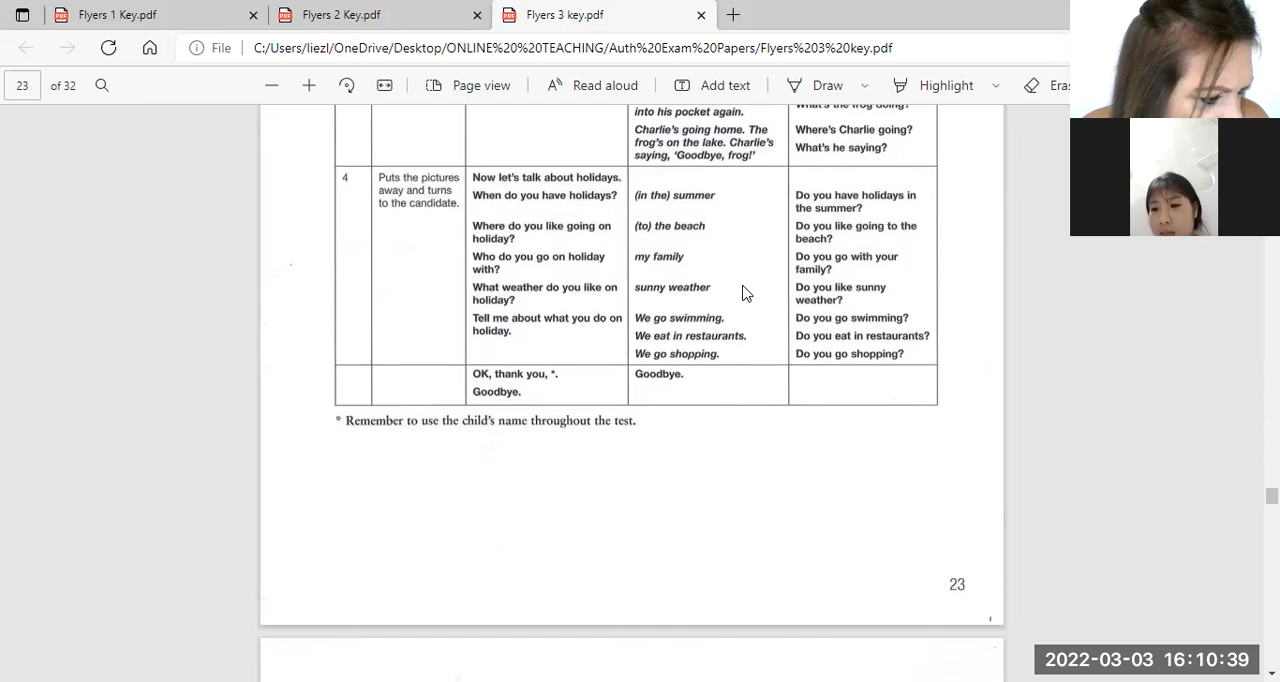 Flyers 1 Key.pdf
Flyers 2 Key.pdf
Flyers 3 key.pdf
File
C:/Users/liezl/OneDrive/Desktop/ONLINE%20%20TEACHING/Auth%20Exam%20Papers/Flyers%203%20key.pdf
23
of 32
Page view
Read aloud
Add text
Draw
Highlight
Eras
into his pocket again.
What's the frog doing?
Charlie's going home. The
frog's on the lake. Charlie's
saying, 'Goodbye, frog!'
Where's Charlie going?
What's he saying?
4
Puts the pictures
away and turns
to the candidate.
Now let's talk about holidays.
When do you have holidays?
(in the) summer
Do you have holidays in
the summer?
Where do you like going on
holiday?
(to) the beach
Do you like going to the
beach?
Who do you go on holiday
with?
my family
Do you go with your
family?
What weather do you like on
holiday?
sunny weather
Do you like sunny
weather?
Tell me about what you do on
holiday.
We go swimming.
We eat in restaurants.
We go shopping.
Do you go swimming?
Do you eat in restaurants?
Do you go shopping?
OK, thank you, *.
Goodbye.
Goodbye.
* Remember to use the child's name throughout the test.
23
2022-03-03 16:10:39